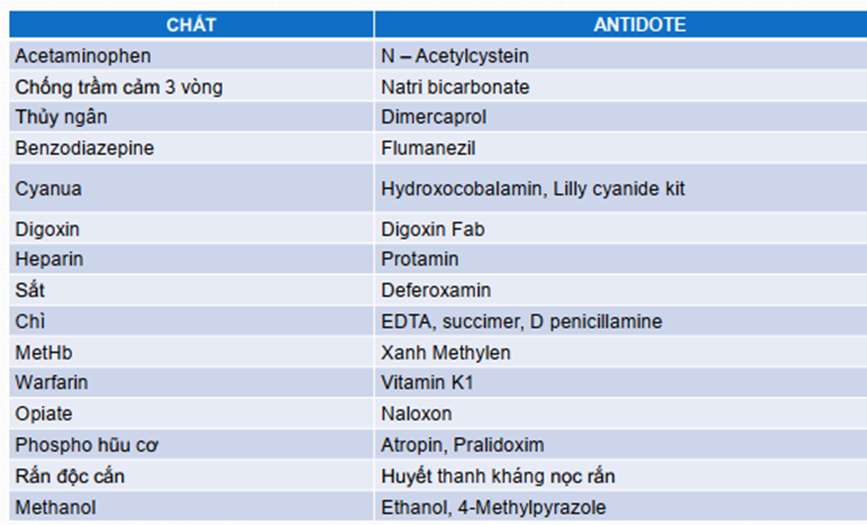 CHẤT ANTIDOTE
Acetaminophen N – Acetylcystein
Chống trầm cảm 3 vòng Natri bicarbonate
Thủy ngân Dimercaprol
Benzodiazepine Flumanezil
Cyanua Hydroxocobalamin, Lilly cyanide kit
Digoxin Digoxin Fab
Heparin Protamin
Sắt Deferoxamin
Chì EDTA, succimer, D penicillamine
MetHb Xanh Methylen
Warfarin Vitamin K1
Opiate Naloxon
Phospho hữu cơ Atropin, Pralidoxim
Rắn độc cắn Huyết thanh kháng nọc rắn
Methanol Ethanol, 4-Methylpyrazole